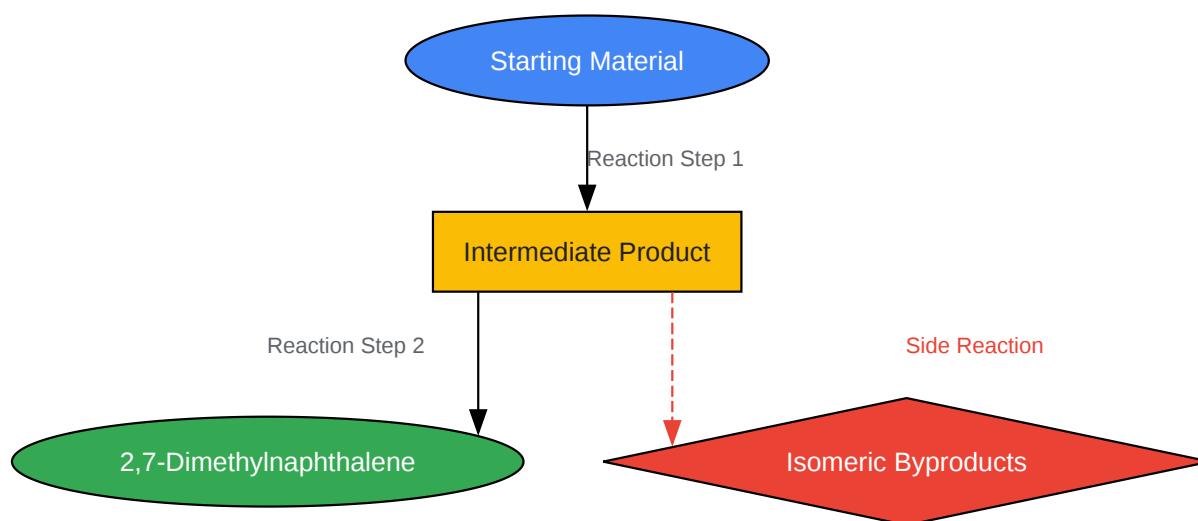 Starting Material
Reaction Step 1
Intermediate Product
Reaction Step 2
Side Reaction
2,7-Dimethylnaphthalene
Isomeric Byproducts